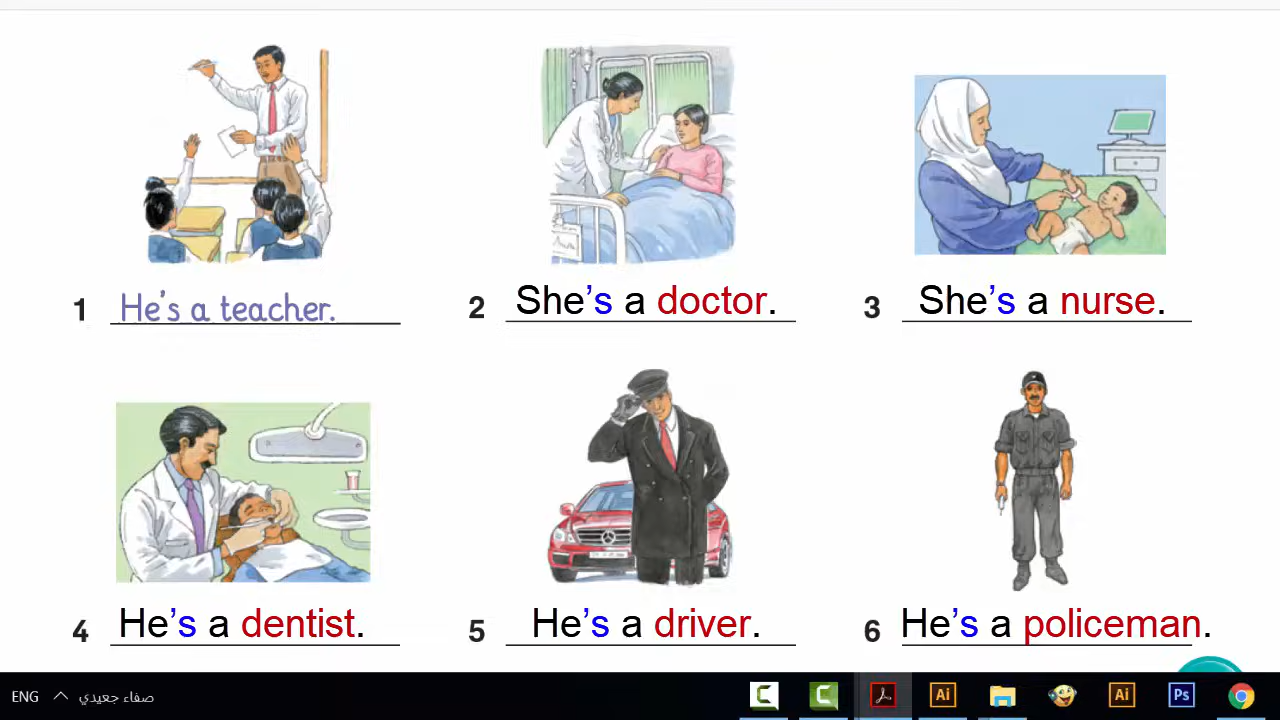 1 He's a teacher.
2 She's a doctor.
3 She's a nurse.
4 He's a dentist.
5 He's a driver.
6 He's a policeman.
ENG صفاء جعيدي